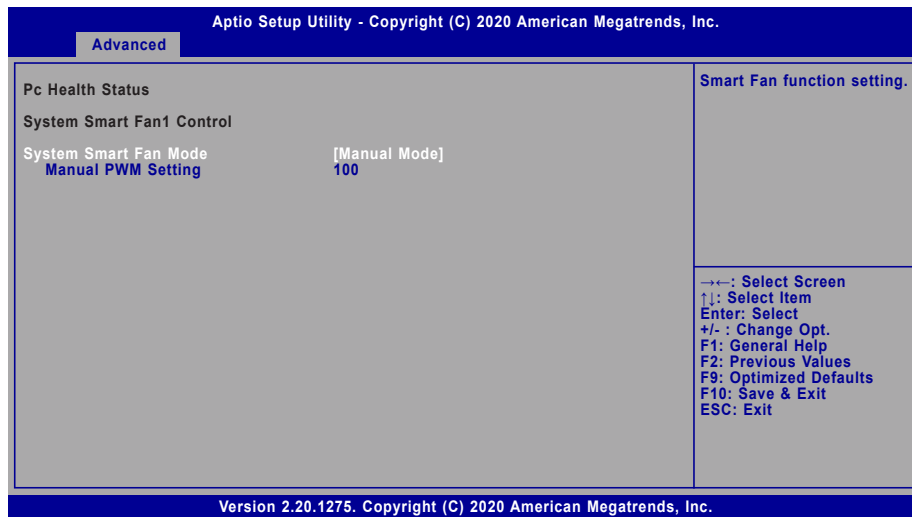 Aptio Setup Utility - Copyright (C) 2020 American Megatrends, Inc.
Advanced
Pc Health Status
System Smart Fan1 Control
System Smart Fan Mode [Manual Mode]
Manual PWM Setting 100
Smart Fan function setting.
→←: Select Screen
↑↓: Select Item
Enter: Select
+/- : Change Opt.
F1: General Help
F2: Previous Values
F9: Optimized Defaults
F10: Save & Exit
ESC: Exit
Version 2.20.1275. Copyright (C) 2020 American Megatrends, Inc.